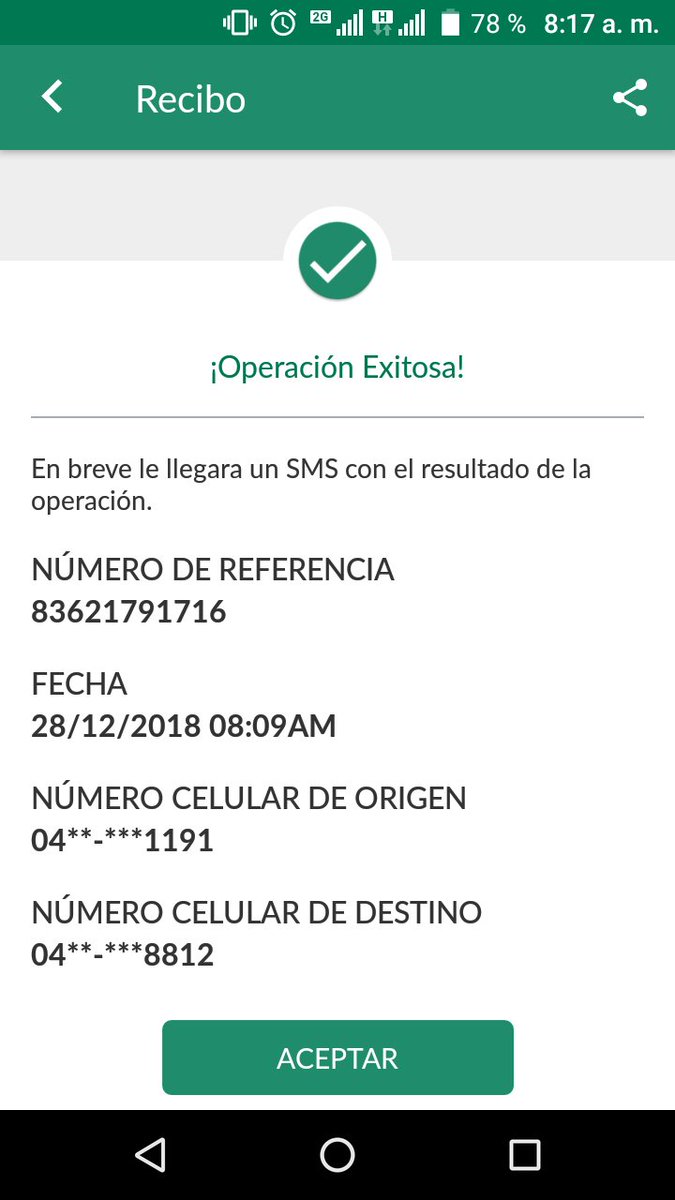 2G H 78 % 8:17 a. m.
Recibo
¡Operación Exitosa!
En breve le llegara un SMS con el resultado de la
operación.
NÚMERO DE REFERENCIA
83621791716
FECHA
28/12/2018 08:09AM
NÚMERO CELULAR DE ORIGEN
04**-***1191
NÚMERO CELULAR DE DESTINO
04**-***8812
ACEPTAR